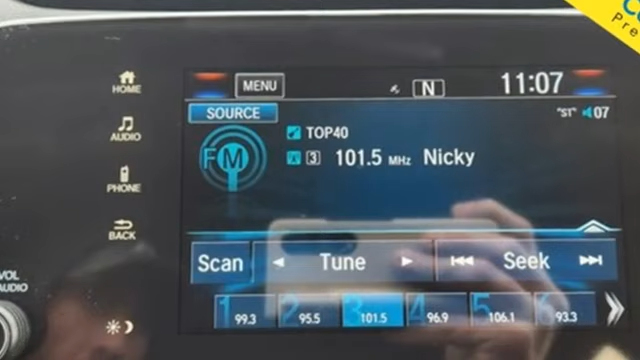 MENU N 11:07
HOME
SOURCE "ST" 07
AUDIO
TOP40
FM
3 101.5 MHz Nicky
PHONE
BACK
Scan Tune Seek
VOL
AUDIO
1 99.3 2 95.5 3 101.5 4 96.9 5 106.1 6 93.3